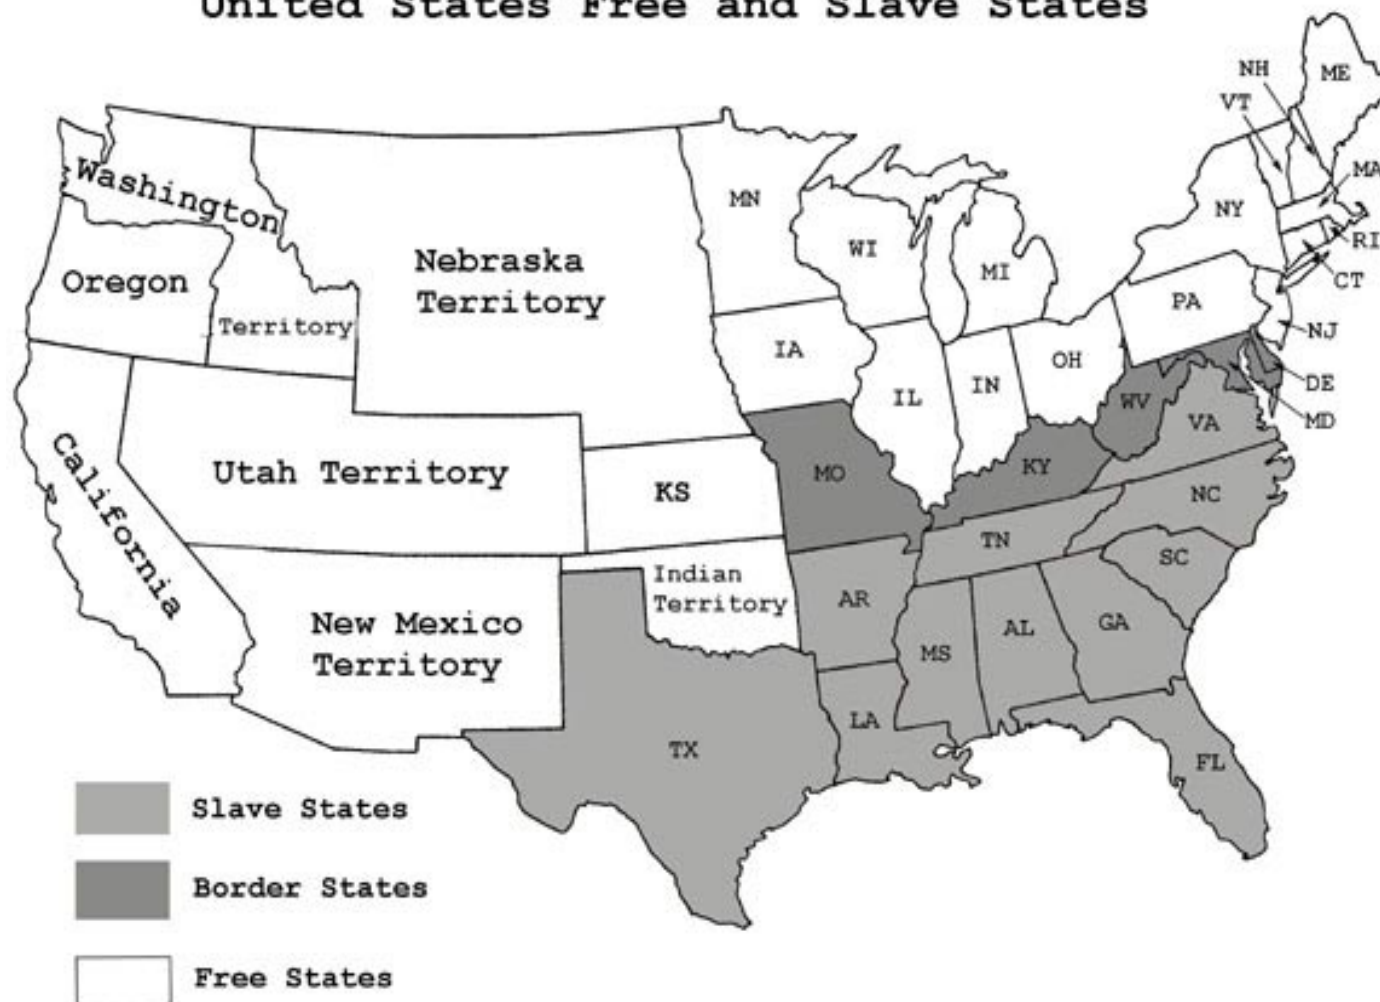 United States Free and Slave States
NH
ME
VT
MA
Washington
MN
NY
WI
RI
Nebraska
Territory
MI
CT
Oregon
PA
Territory
NJ
IA
OH
IN
DE
IL
WV
MD
VA
California
Utah Territory
MO
KY
KS
NC
TN
SC
Indian
Territory
AR
New Mexico
Territory
AL
GA
MS
LA
TX
FL
Slave States
Border States
Free States